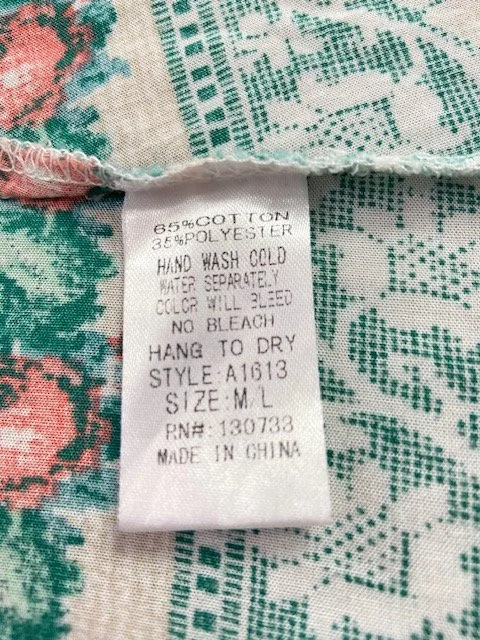 65%COTTON
35%POLYESTER
HAND WASH COLD
WATER SEPARATELY
COLOR WILL BLEED
NO BLEACH
HANG TO DRY
STYLE:A1613
SIZE:M/L
RN#:130733
MADE IN CHINA